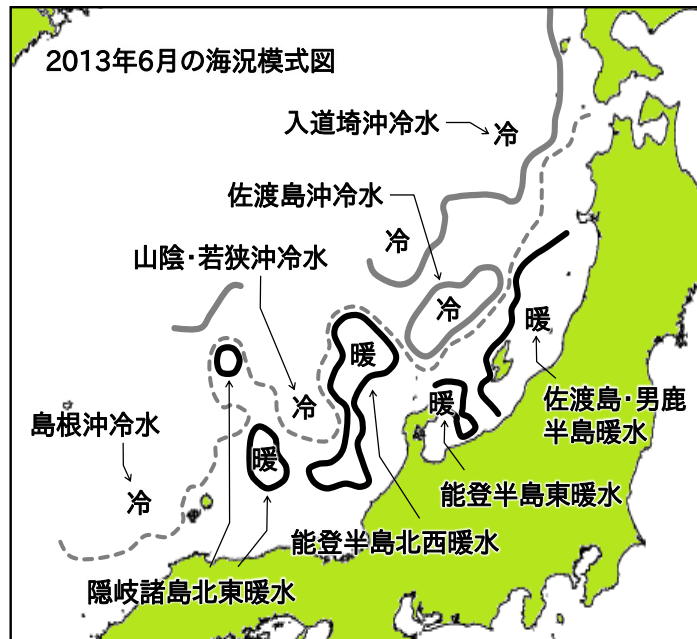 2013年6月の海況模式図
入道埼沖冷水
冷
佐渡島沖冷水
冷
山陰・若狭沖冷水
冷
暖
暖
冷
暖
島根沖冷水
暖
冷
佐渡島・男鹿
半島暖水
能登半島東暖水
能登半島北西暖水
隠岐諸島北東暖水